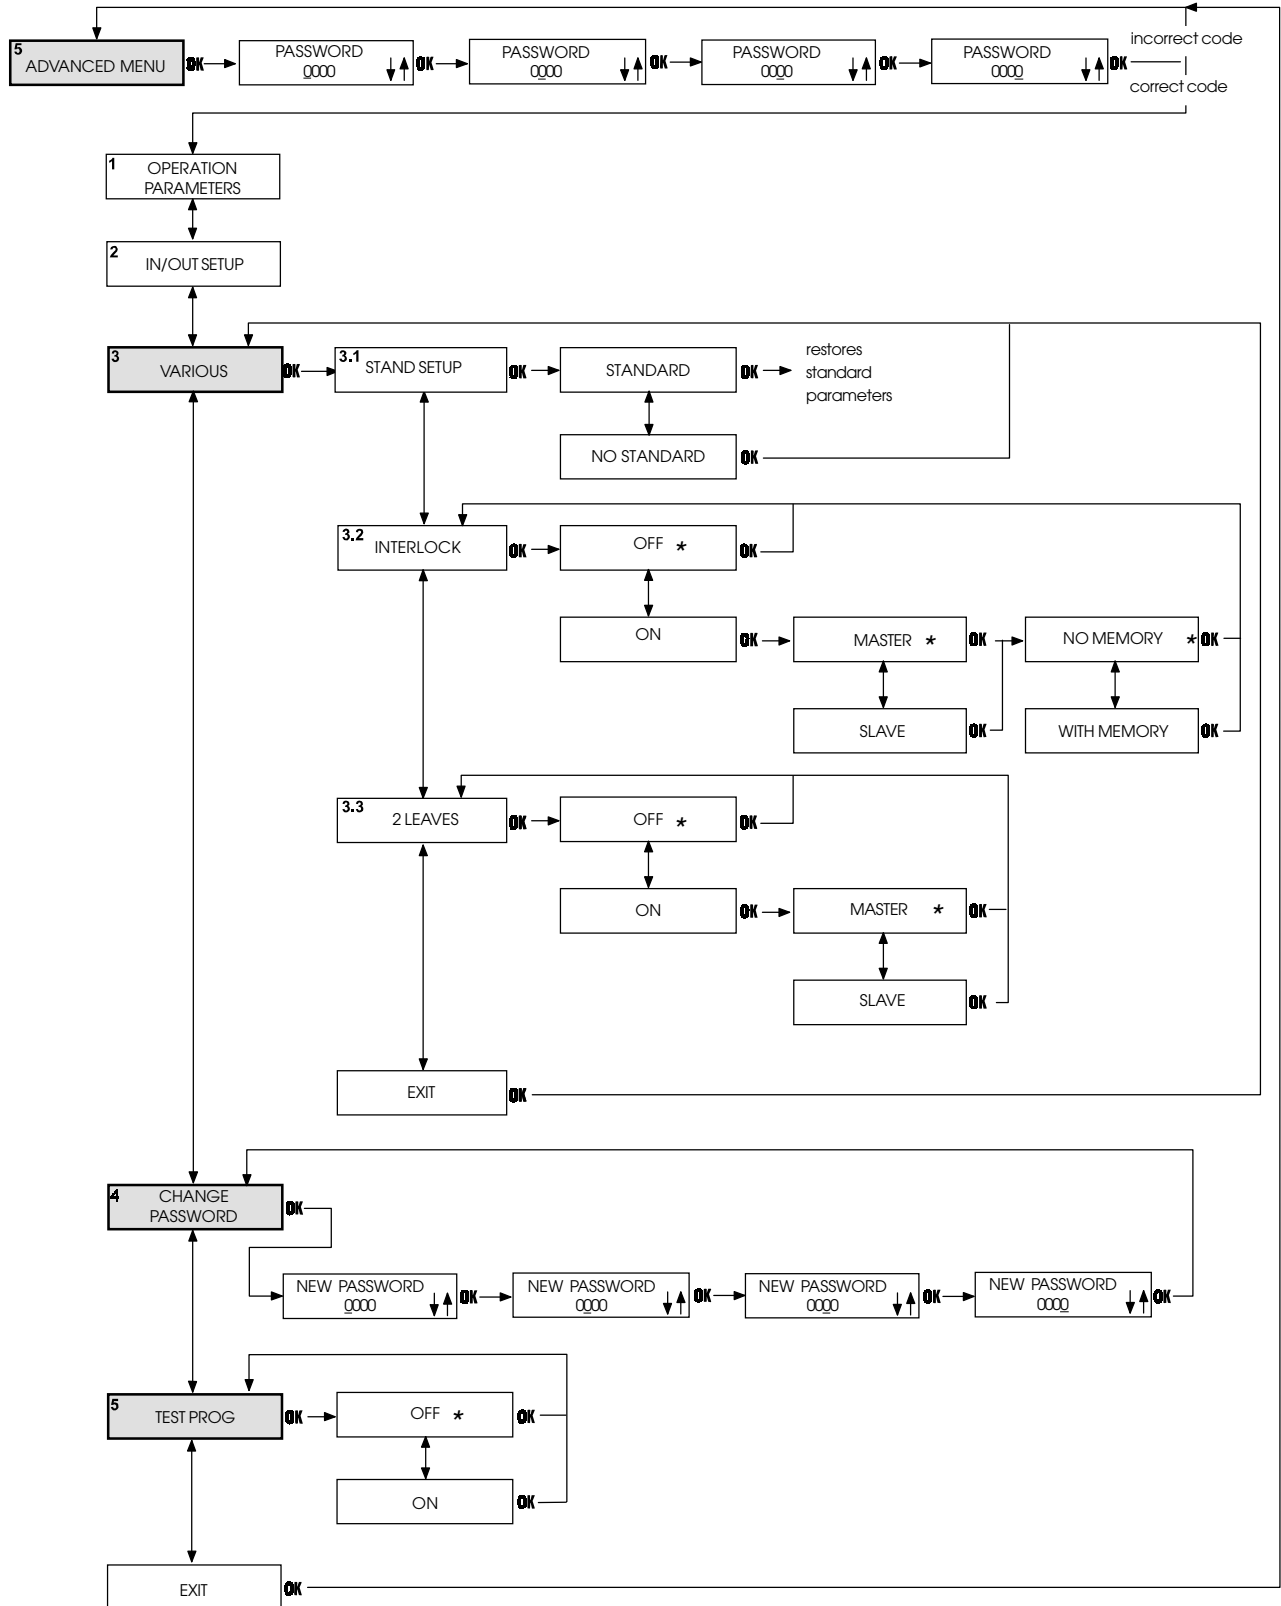 5
ADVANCED MENU
OK
PASSWORD
0000
OK
PASSWORD
0000
OK
PASSWORD
0000
OK
PASSWORD
0000
OK
incorrect code
correct code
1
OPERATION
PARAMETERS
2
IN/OUT SETUP
3
VARIOUS
OK
3.1
STAND SETUP
OK
STANDARD
OK
restores
standard
parameters
NO STANDARD
OK
3.2
INTERLOCK
OK
OFF *
OK
ON
OK
MASTER *
OK
NO MEMORY *
OK
SLAVE
OK
WITH MEMORY
OK
3.3
2 LEAVES
OK
OFF *
OK
ON
OK
MASTER *
OK
SLAVE
OK
EXIT
OK
4
CHANGE
PASSWORD
OK
NEW PASSWORD
0000
OK
NEW PASSWORD
0000
OK
NEW PASSWORD
0000
OK
NEW PASSWORD
0000
OK
5
TEST PROG
OK
OFF *
OK
ON
OK
EXIT
OK